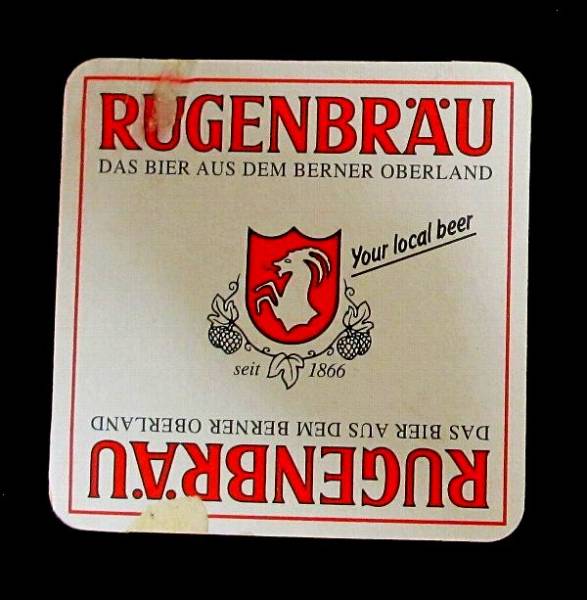 RUGENBRÄU
DAS BIER AUS DEM BERNER OBERLAND
Your local beer
seit 1866
DAS BIER AUS DEM BERNER OBERLAND
RUGENBRÄU